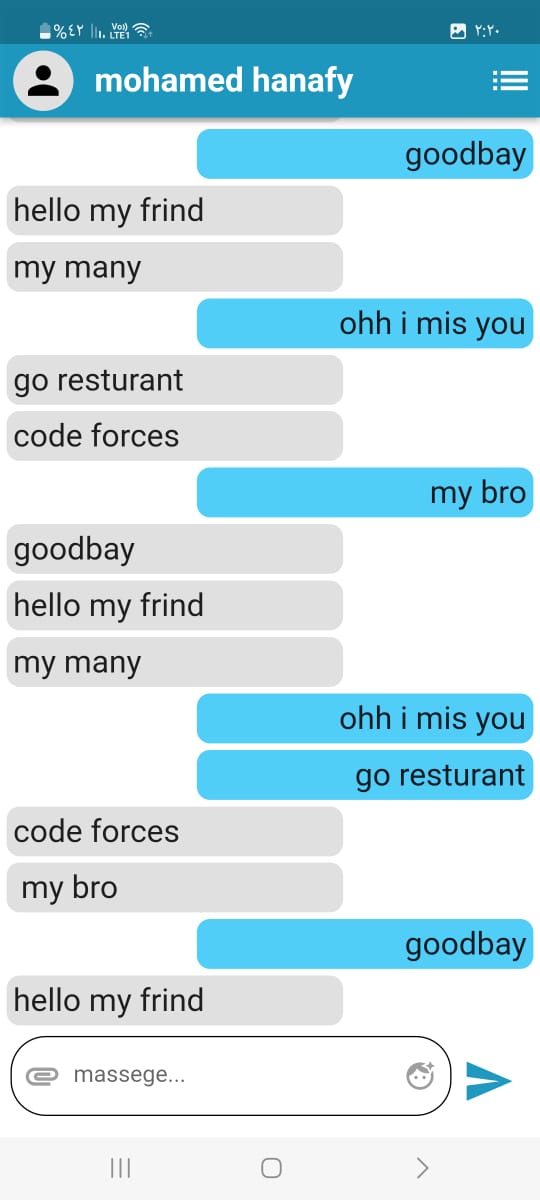 %٤٢ Vo)) LTE1 ٢:٢٠
mohamed hanafy
goodbay
hello my frind
my many
ohh i mis you
go resturant
code forces
my bro
goodbay
hello my frind
my many
ohh i mis you
go resturant
code forces
my bro
goodbay
hello my frind
massege...